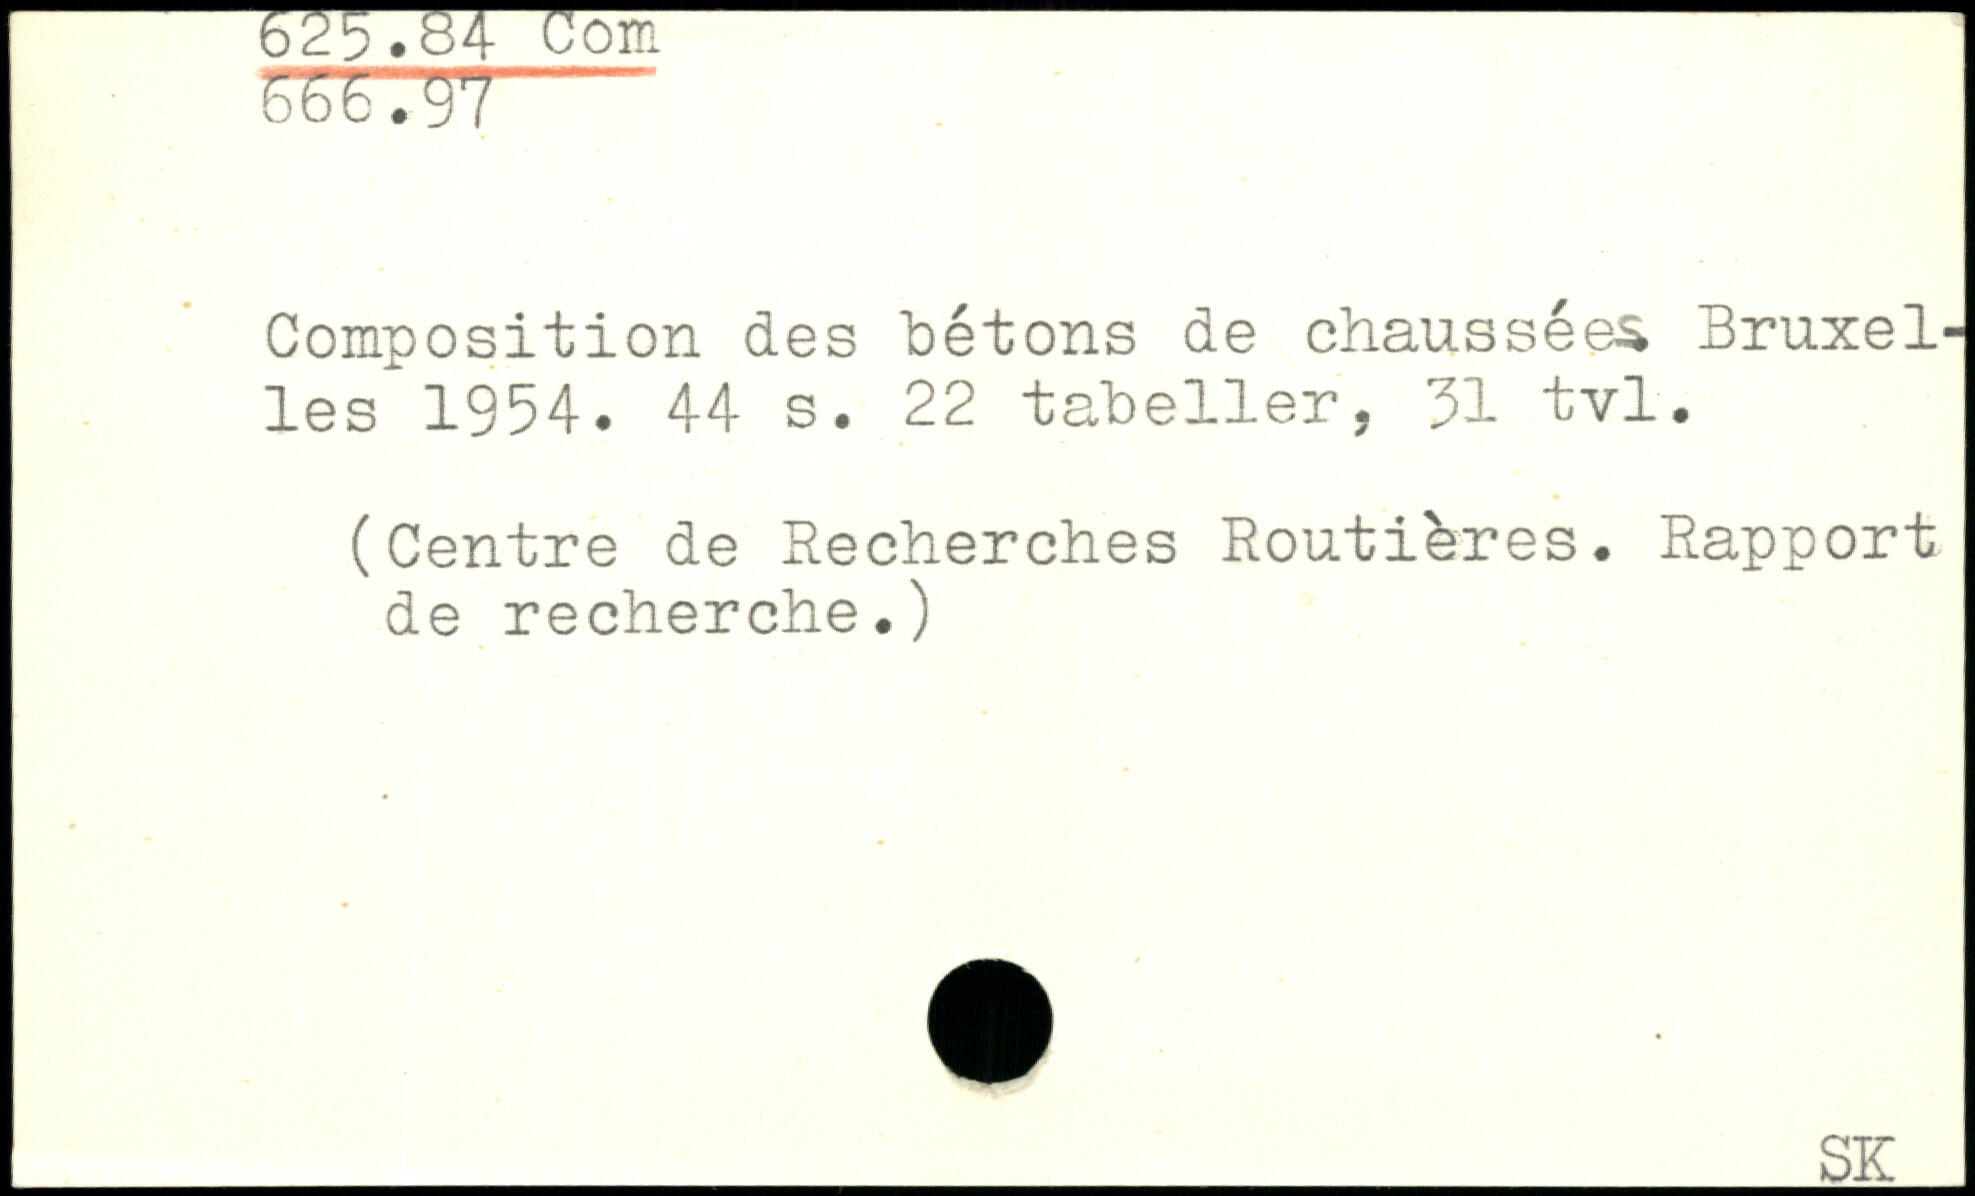 625.84 Com
666.97
Composition des bétons de chaussées. Bruxel-
les 1954. 44 s. 22 tabeller, 31 tvl.
(Centre de Recherches Routières. Rapport
de recherche.)
SK